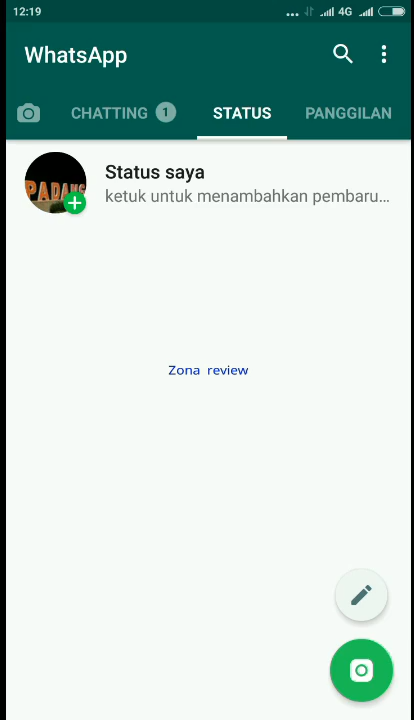 12:19
4G
WhatsApp
CHATTING 1
STATUS
PANGGILAN
PADANG
Status saya
ketuk untuk menambahkan pembaru...
Zona review